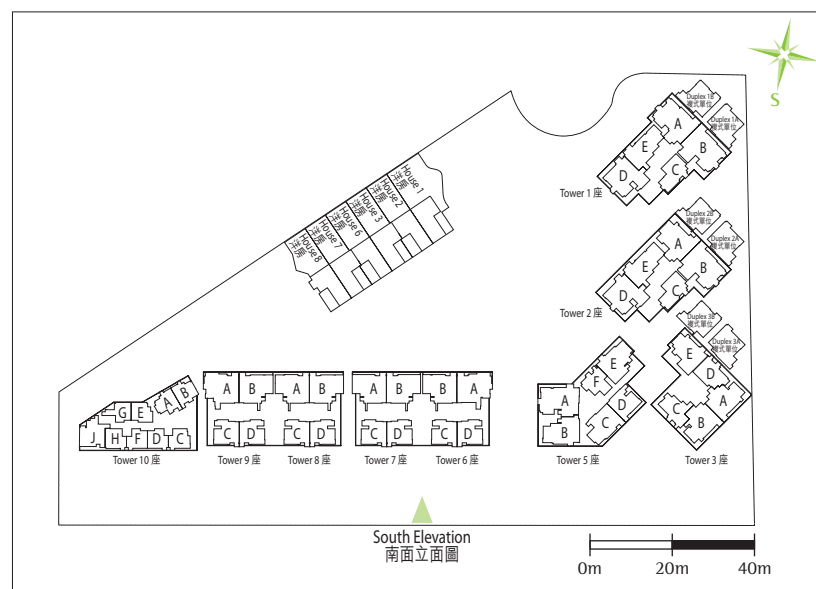 S
Duplex 1B
複式單位
Duplex 1A
複式單位
A
B
E
C
D
Tower 1 座
House 1
洋房
House 2
洋房
House 3
洋房
House 6
洋房
House 7
洋房
House 8
洋房
Duplex 2B
複式單位
Duplex 2A
複式單位
A
B
E
C
D
Tower 2 座
Duplex 3B
複式單位
Duplex 3A
複式單位
E
D
A
C
B
Tower 3 座
E
F
A
D
C
B
Tower 5 座
A B A B
C D C D
Tower 9 座 Tower 8 座
A B B A
C D C D
Tower 7 座 Tower 6 座
A B
G E
J H F D C
Tower 10 座
South Elevation
南面立面圖
0m 20m 40m